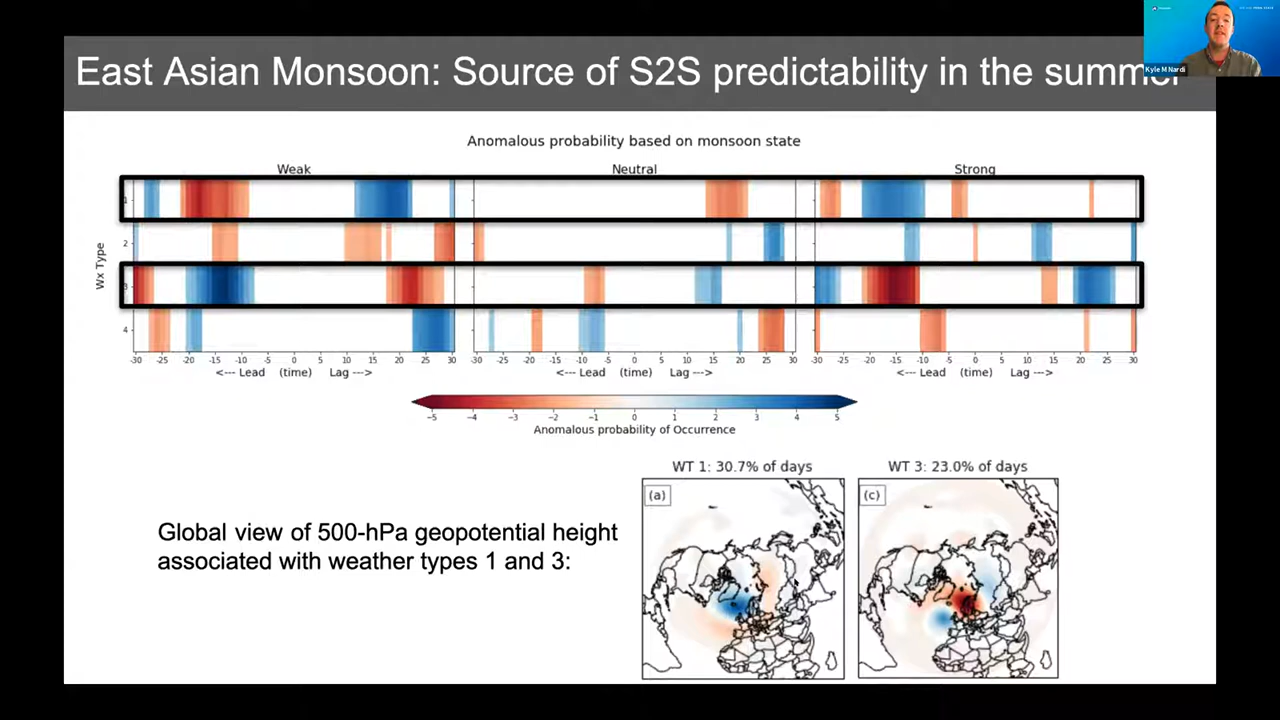 East Asian Monsoon: Source of S2S predictability in the summer
Kyle M Nardi
Anomalous probability based on monsoon state
Weak Neutral Strong
Wx Type
1
2
3
4
-30 -25 -20 -15 -10 -5 0 5 10 15 20 25 30
-30 -25 -20 -15 -10 -5 0 5 10 15 20 25 30
-30 -25 -20 -15 -10 -5 0 5 10 15 20 25 30
<--- Lead (time) Lag --->
<--- Lead (time) Lag --->
<--- Lead (time) Lag --->
-5 -4 -3 -2 -1 0 1 2 3 4 5
Anomalous probability of Occurrence
Global view of 500-hPa geopotential height
associated with weather types 1 and 3:
WT 1: 30.7% of days
(a)
WT 3: 23.0% of days
(c)